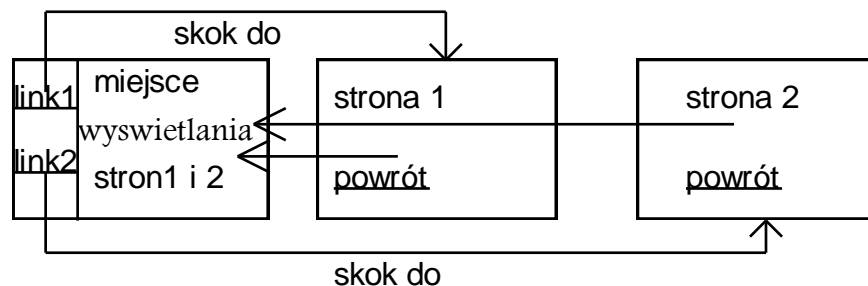 skok do
link1
miejsce
wyswietlania
link2
stron1 i 2
strona 1
powrót
strona 2
powrót
skok do